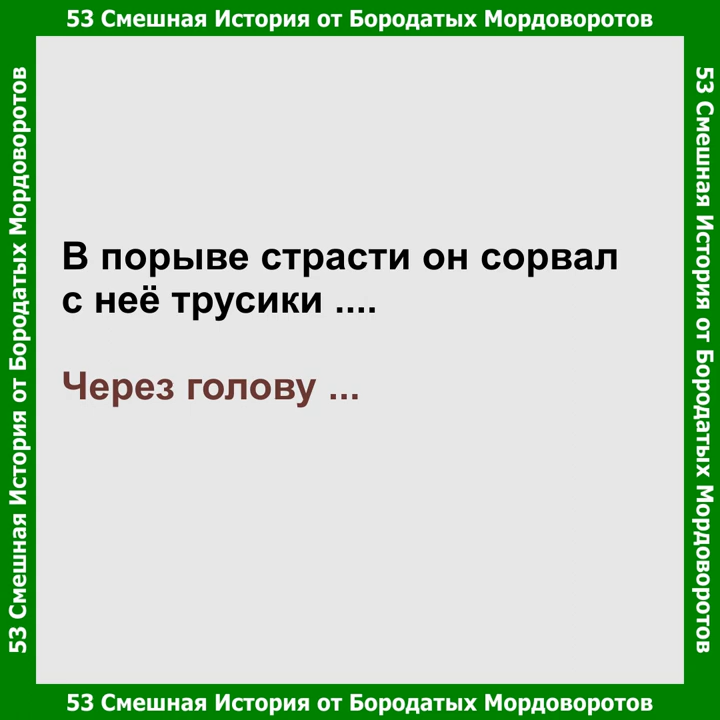 53 Смешная История от Бородатых Мордоворотов
53 Смешная История от Бородатых Мордоворотов
53 Смешная История от Бородатых Мордоворотов
В порыве страсти он сорвал
с неё трусики ....
Через голову ...
53 Смешная История от Бородатых Мордоворотов